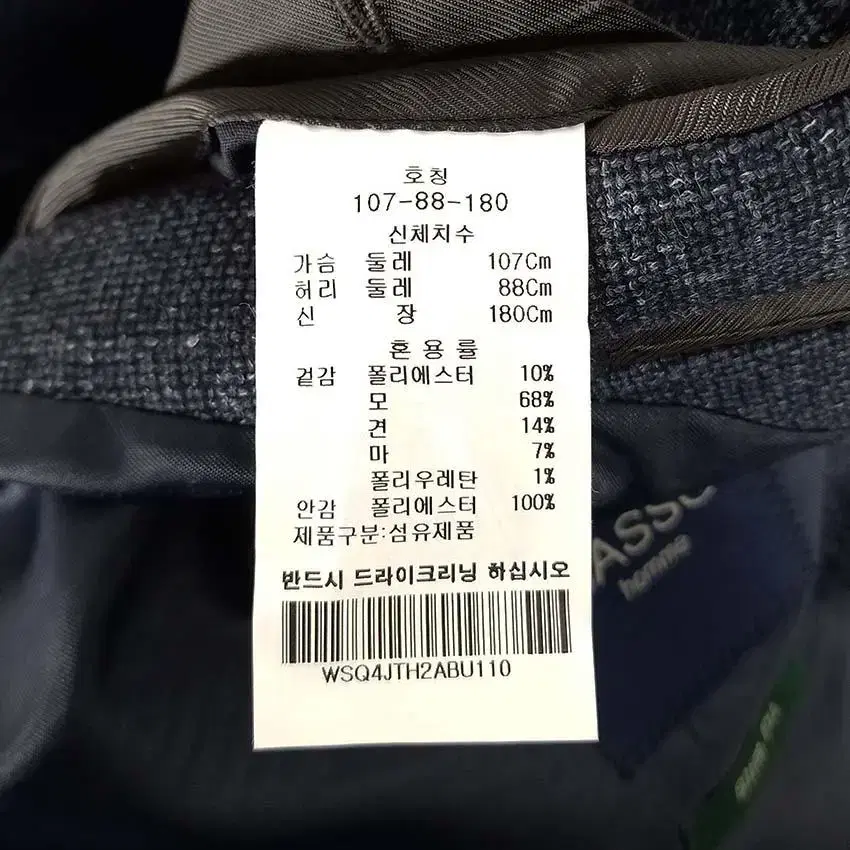 호칭
107-88-180
신체치수
가슴 둘레 107Cm
허리 둘레 88Cm
신 장 180Cm
혼 용 률
겉감 폴리에스터 10%
모 68%
견 14%
마 7%
폴리우레탄 1%
안감 폴리에스터 100%
제품구분:섬유제품
반드시 드라이크리닝 하십시오
WSQ4JTH2ABU110
ASSO
homme